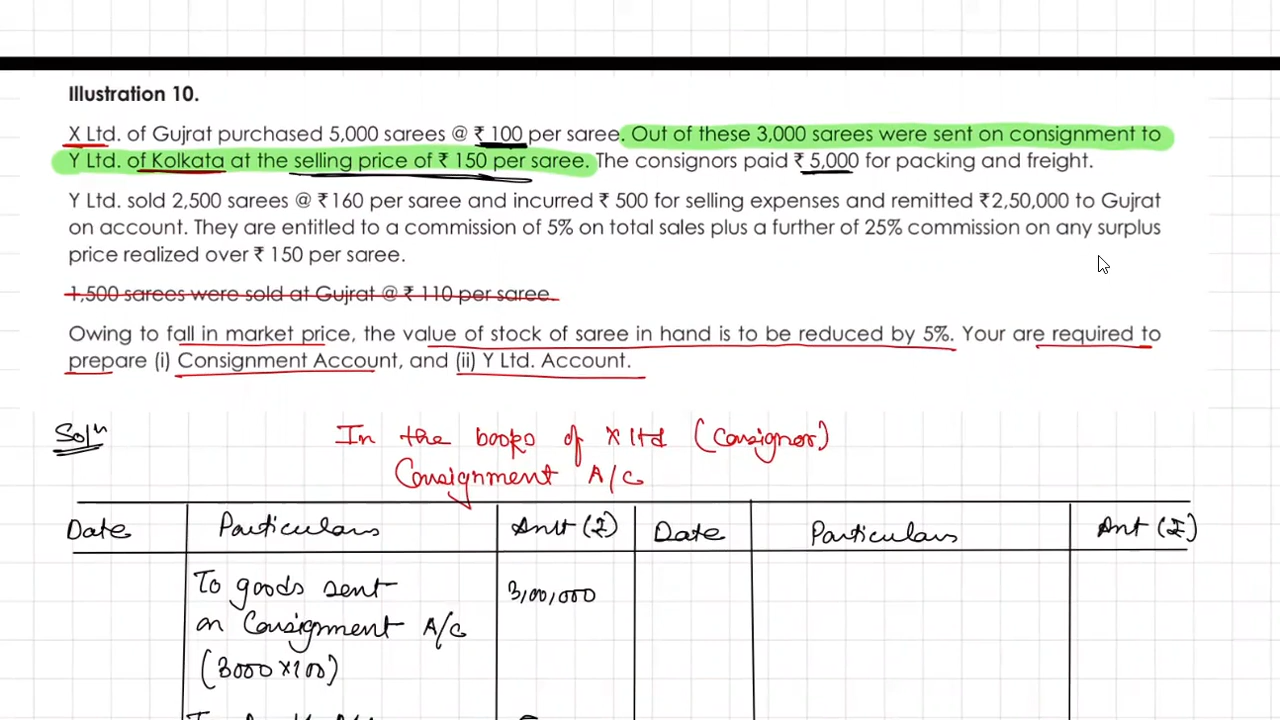 Illustration 10.
X Ltd. of Gujrat purchased 5,000 sarees @ ₹ 100 per saree. Out of these 3,000 sarees were sent on consignment to
Y Ltd. of Kolkata at the selling price of ₹ 150 per saree. The consignors paid ₹ 5,000 for packing and freight.
Y Ltd. sold 2,500 sarees @ ₹160 per saree and incurred ₹ 500 for selling expenses and remitted ₹2,50,000 to Gujrat
on account. They are entitled to a commission of 5% on total sales plus a further of 25% commission on any surplus
price realized over ₹ 150 per saree.
1,500 sarees were sold at Gujrat @ ₹ 110 per saree.
Owing to fall in market price, the value of stock of saree in hand is to be reduced by 5%. Your are required to
prepare (i) Consignment Account, and (ii) Y Ltd. Account.
Solⁿ
In the books of X Ltd (Consignor)
Consignment A/C
Date Particulars Amt (₹) Date Particulars Amt (₹)
To goods sent 3,00,000
on Consignment A/C
(3000×100)